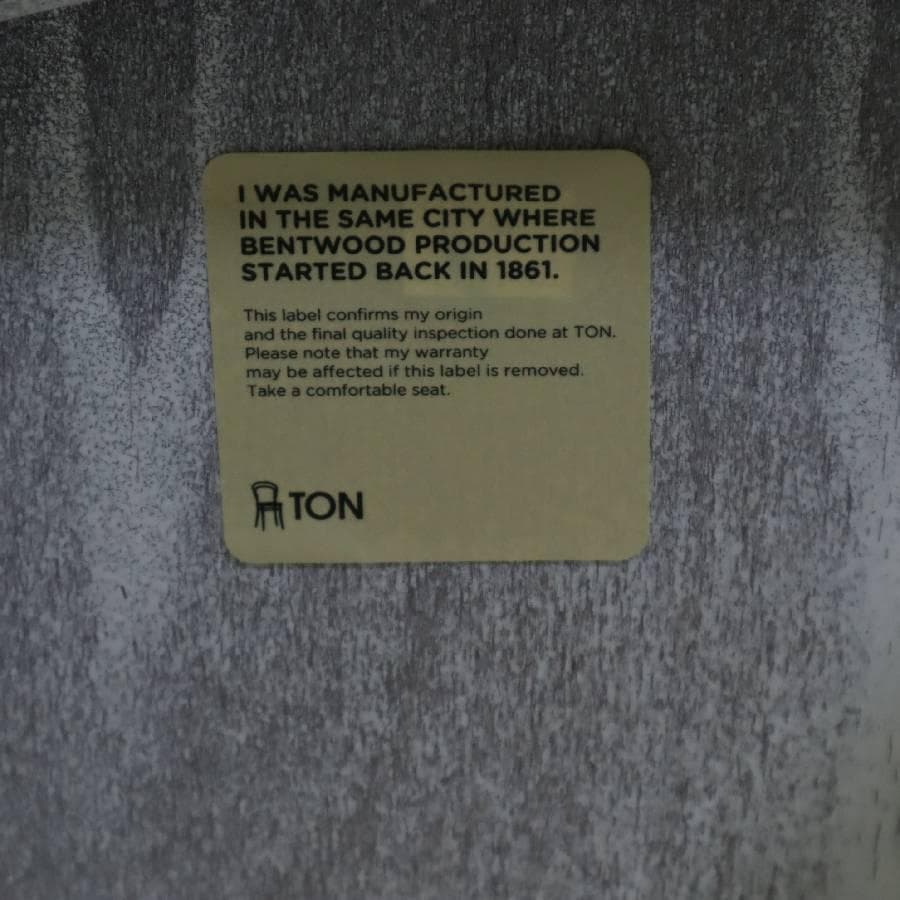 I WAS MANUFACTURED
IN THE SAME CITY WHERE
BENTWOOD PRODUCTION
STARTED BACK IN 1861.
This label confirms my origin
and the final quality inspection done at TON.
Please note that my warranty
may be affected if this label is removed.
Take a comfortable seat.
TON